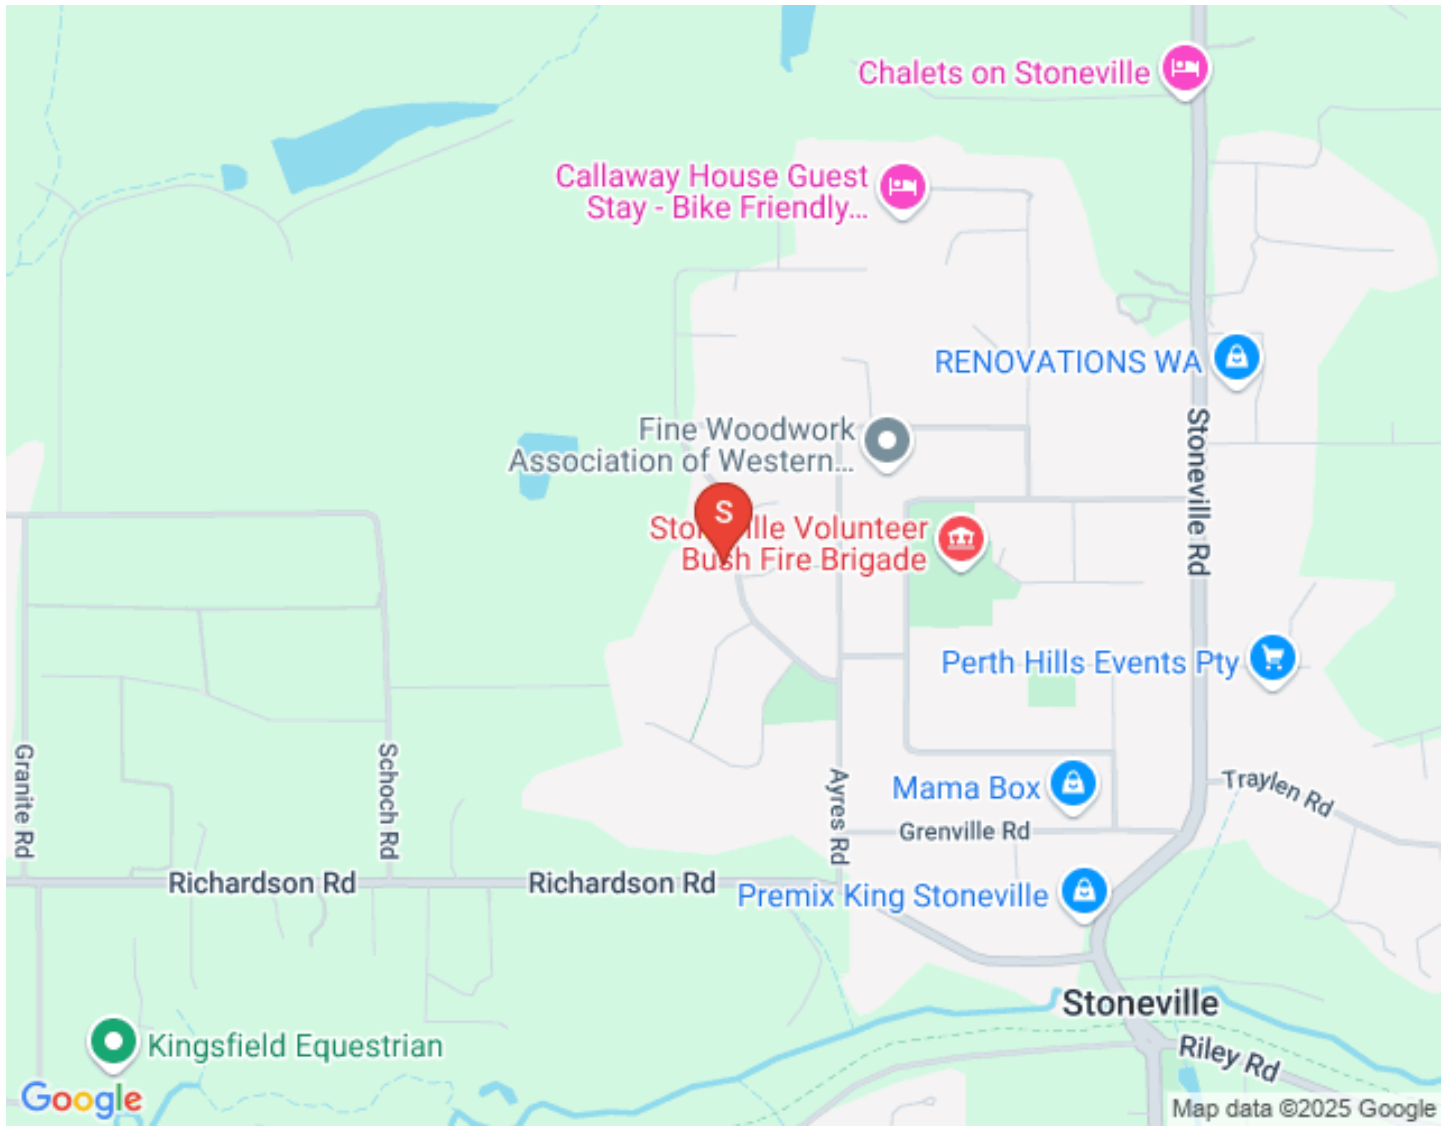 Chalets on Stoneville
Callaway House Guest
Stay - Bike Friendly...
RENOVATIONS WA
Fine Woodwork
Association of Western...
Stoneville Rd
S
Stoneville Volunteer
Bush Fire Brigade
Perth Hills Events Pty
Granite Rd
Schoch Rd
Ayres Rd
Mama Box
Traylen Rd
Grenville Rd
Richardson Rd
Richardson Rd
Premix King Stoneville
Stoneville
Kingsfield Equestrian
Riley Rd
Google
Map data ©2025 Google